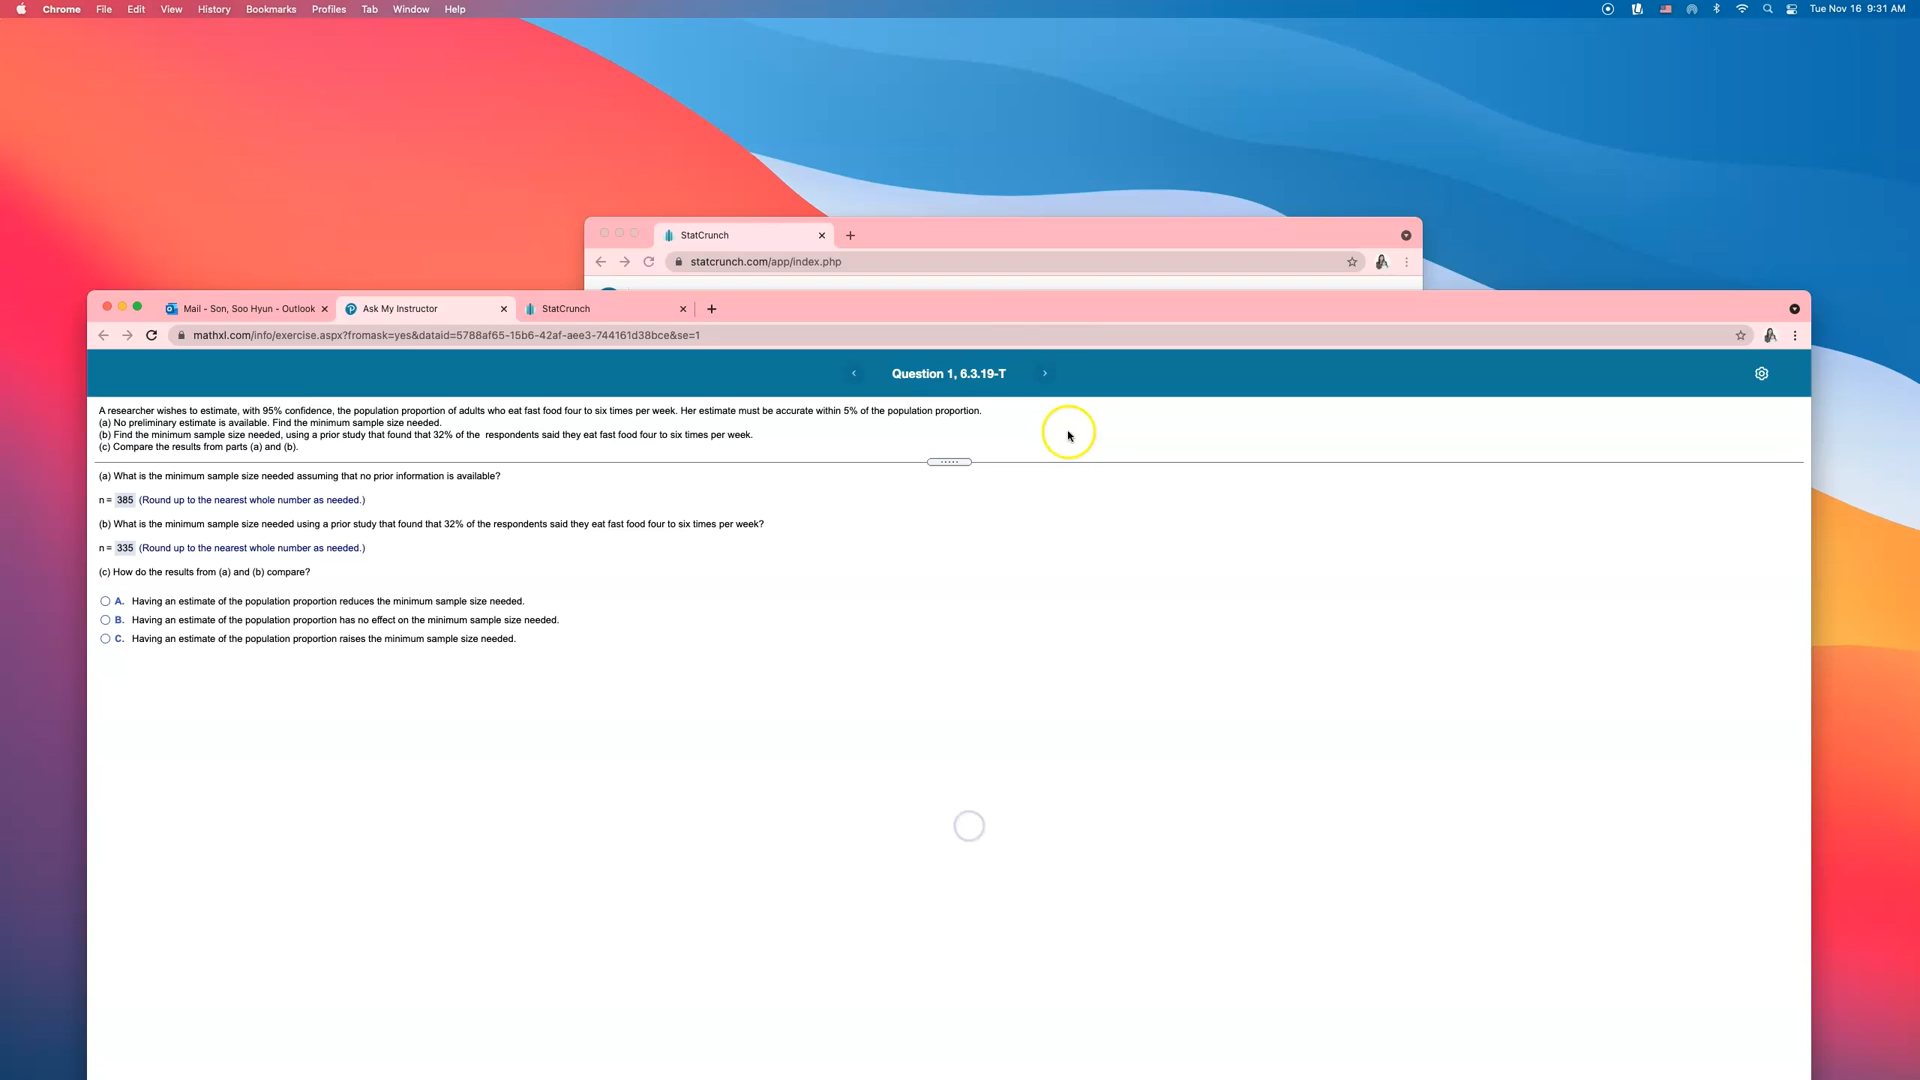 Chrome File Edit View History Bookmarks Profiles Tab Window Help Tue Nov 16 9:31 AM
StatCrunch
statcrunch.com/app/index.php
Mail - Son, Soo Hyun - Outlook Ask My Instructor StatCrunch
mathxl.com/info/exercise.aspx?fromask=yes&dataid=5788af65-15b6-42af-aee3-744161d38bce&se=1
Question 1, 6.3.19-T
A researcher wishes to estimate, with 95% confidence, the population proportion of adults who eat fast food four to six times per week. Her estimate must be accurate within 5% of the population proportion.
(a) No preliminary estimate is available. Find the minimum sample size needed.
(b) Find the minimum sample size needed, using a prior study that found that 32% of the respondents said they eat fast food four to six times per week.
(c) Compare the results from parts (a) and (b).
(a) What is the minimum sample size needed assuming that no prior information is available?
n = 385 (Round up to the nearest whole number as needed.)
(b) What is the minimum sample size needed using a prior study that found that 32% of the respondents said they eat fast food four to six times per week?
n = 335 (Round up to the nearest whole number as needed.)
(c) How do the results from (a) and (b) compare?
A. Having an estimate of the population proportion reduces the minimum sample size needed.
B. Having an estimate of the population proportion has no effect on the minimum sample size needed.
C. Having an estimate of the population proportion raises the minimum sample size needed.